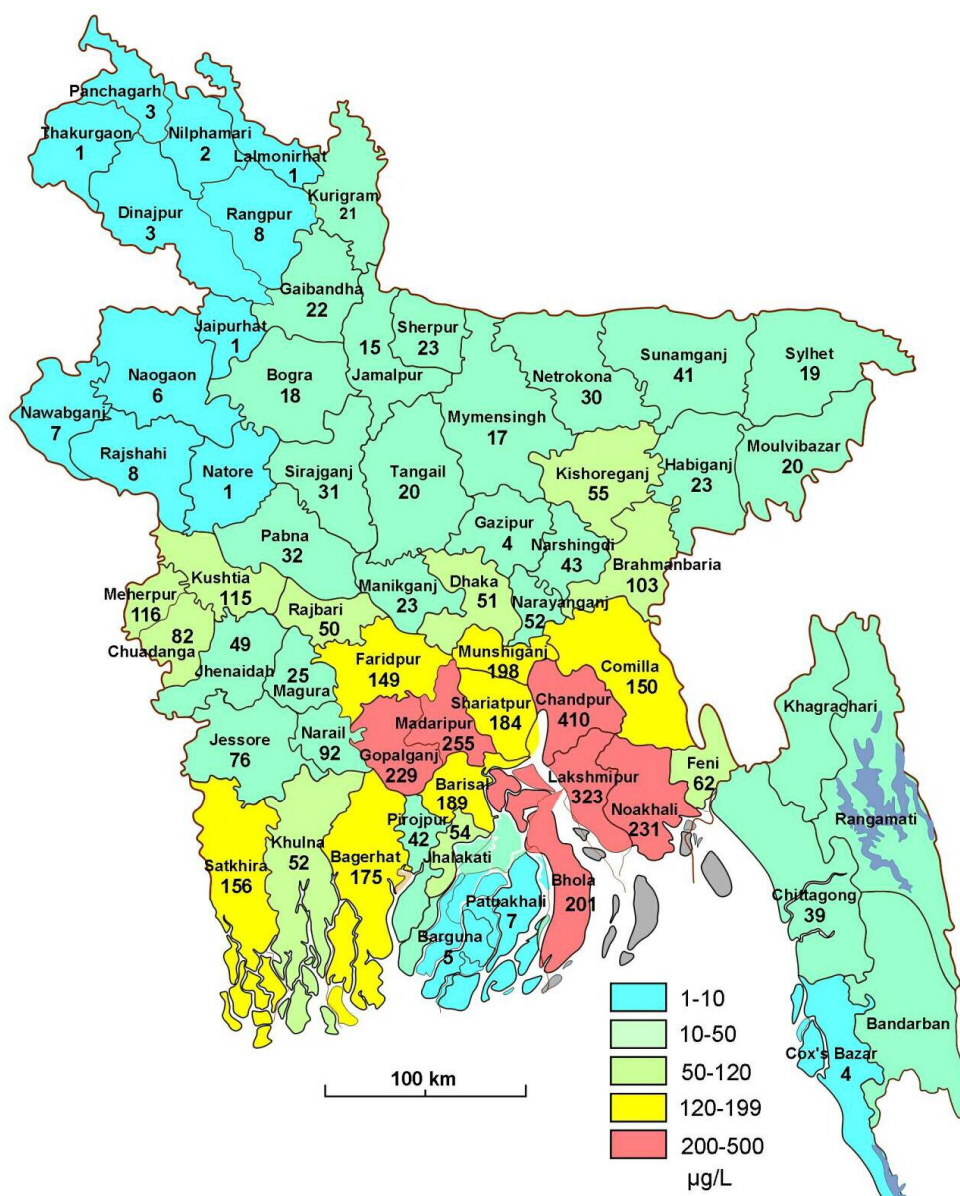 Panchagarh
3
Thakurgaon
1
Nilphamari
2
Lalmonirhat
1
Kurigram
21
Dinajpur
3
Rangpur
8
Gaibandha
22
Jaipurhat
1
15
Jamalpur
Sherpur
23
Netrokona
30
Sunamganj
41
Sylhet
19
Naogaon
6
Bogra
18
Nawabganj
7
Mymensingh
17
Rajshahi
8
Natore
1
Sirajganj
31
Tangail
20
Kishoreganj
55
Habiganj
23
Moulvibazar
20
Pabna
32
Gazipur
4
Narshingdi
43
Brahmanbaria
103
Kushtia
115
Meherpur
116
Manikganj
23
Dhaka
51
Narayanganj
52
Rajbari
50
82
Chuadanga
49
Jhenaidah
25
Magura
Faridpur
149
Munshiganj
198
Comilla
150
Shariatpur
184
Chandpur
410
Khagrachari
Madaripur
255
Gopalganj
229
Jessore
76
Narail
92
Barisal
189
Lakshmipur
323
Noakhali
231
Feni
62
Rangamati
Pirojpur
42
54
Jhalakati
Khulna
52
Bagerhat
175
Satkhira
156
Bhola
201
Patuakhali
7
Barguna
5
Chittagong
39
Bandarban
Cox's Bazar
4
100 km
1-10
10-50
50-120
120-199
200-500
µg/L